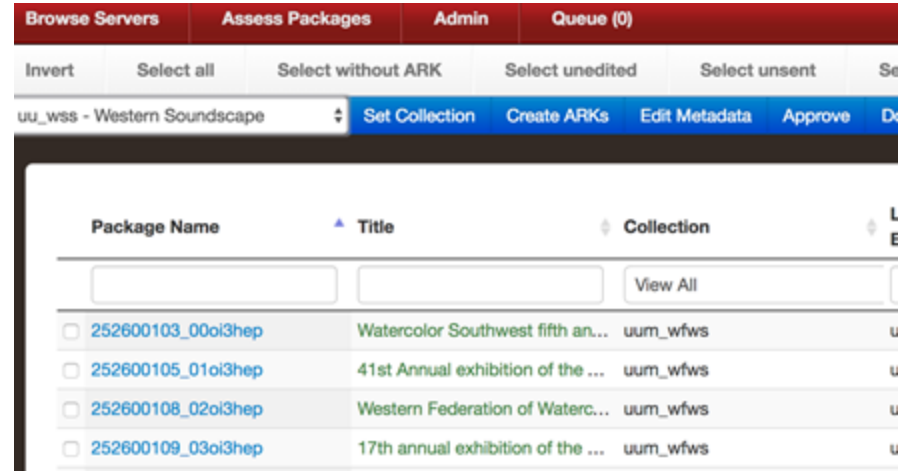 Browse Servers Assess Packages Admin Queue (0)
Invert Select all Select without ARK Select unedited Select unsent Se
uu_wss - Western Soundscape Set Collection Create ARKs Edit Metadata Approve Do
Package Name Title Collection
View All
252600103_00oi3hep Watercolor Southwest fifth an... uum_wfws u
252600105_01oi3hep 41st Annual exhibition of the ... uum_wfws u
252600108_02oi3hep Western Federation of Waterc... uum_wfws u
252600109_03oi3hep 17th annual exhibition of the ... uum_wfws u